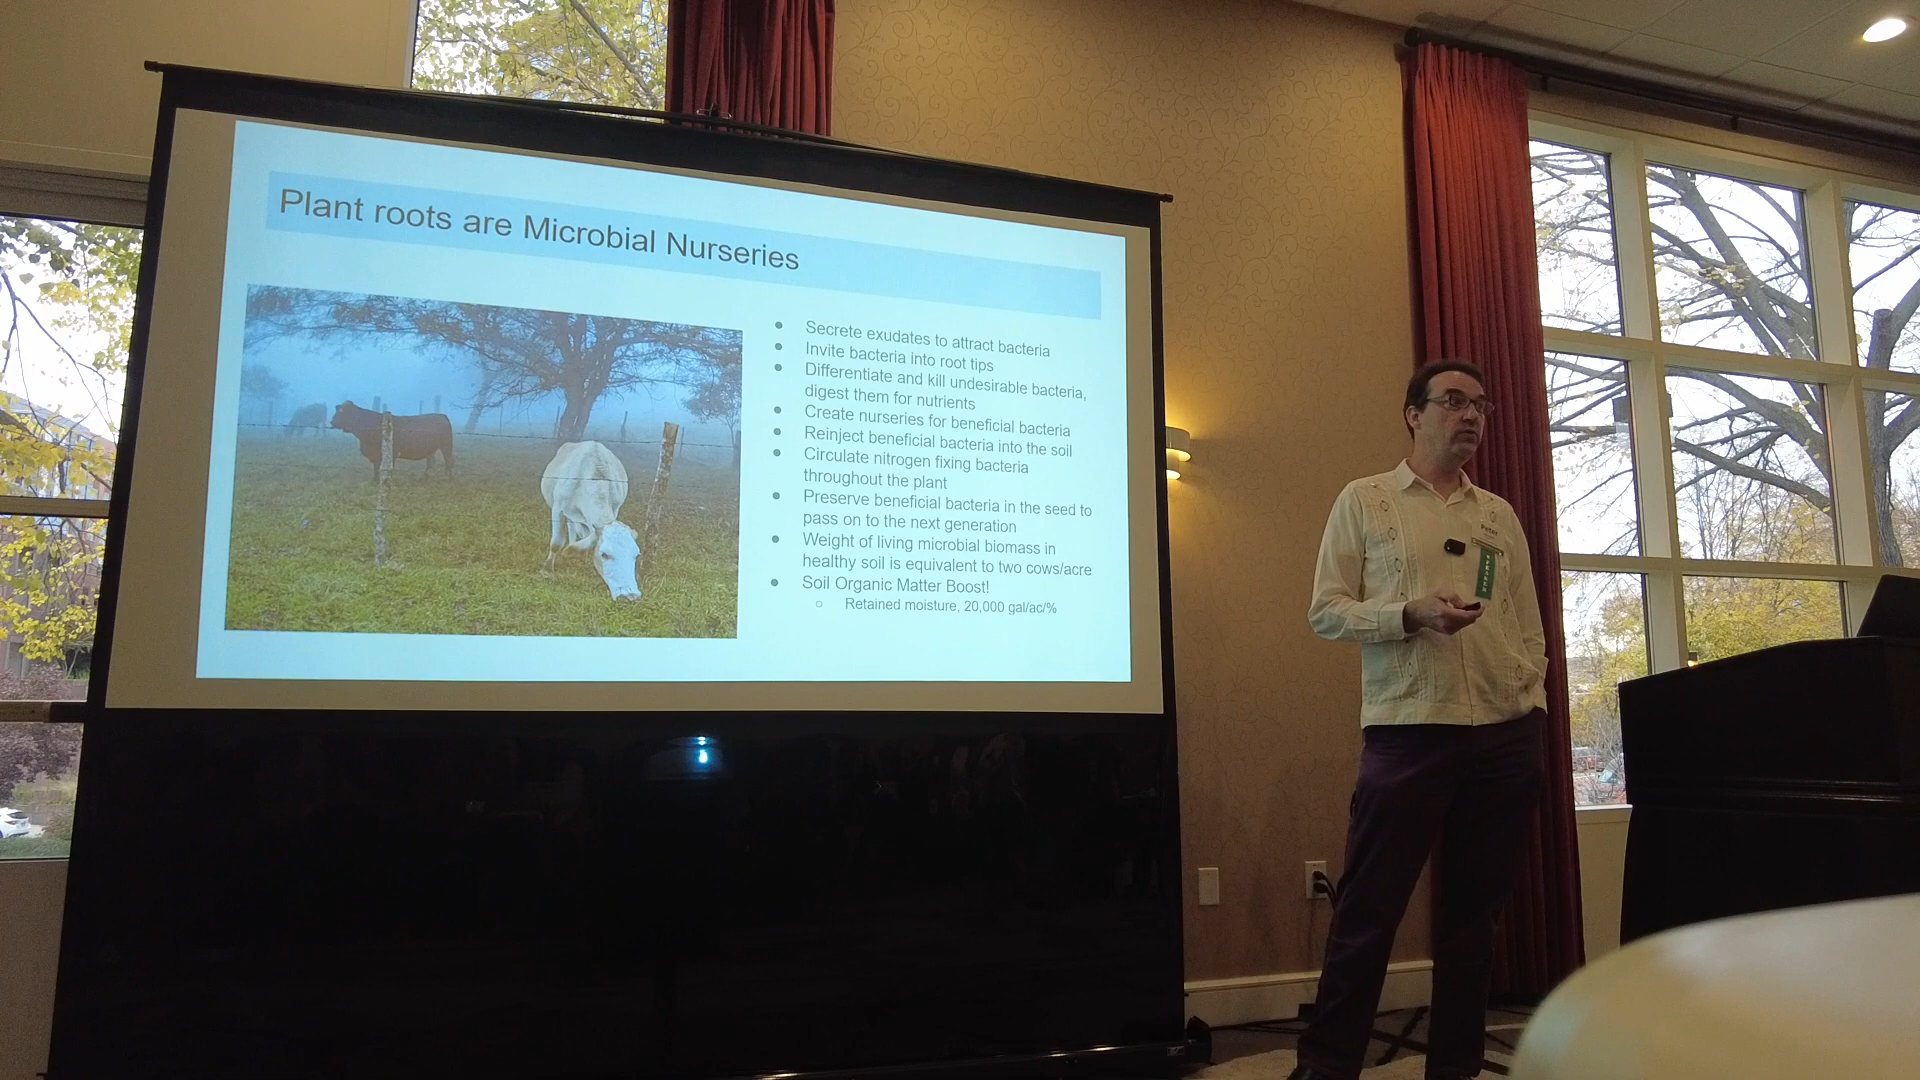 Plant roots are Microbial Nurseries
● Secrete exudates to attract bacteria
● Invite bacteria into root tips
● Differentiate and kill undesirable bacteria,
digest them for nutrients
● Create nurseries for beneficial bacteria
● Reinject beneficial bacteria into the soil
● Circulate nitrogen fixing bacteria
throughout the plant
● Preserve beneficial bacteria in the seed to
pass on to the next generation
● Weight of living microbial biomass in
healthy soil is equivalent to two cows/acre
● Soil Organic Matter Boost!
○ Retained moisture, 20,000 gal/ac/%
Peter
SPEAKER